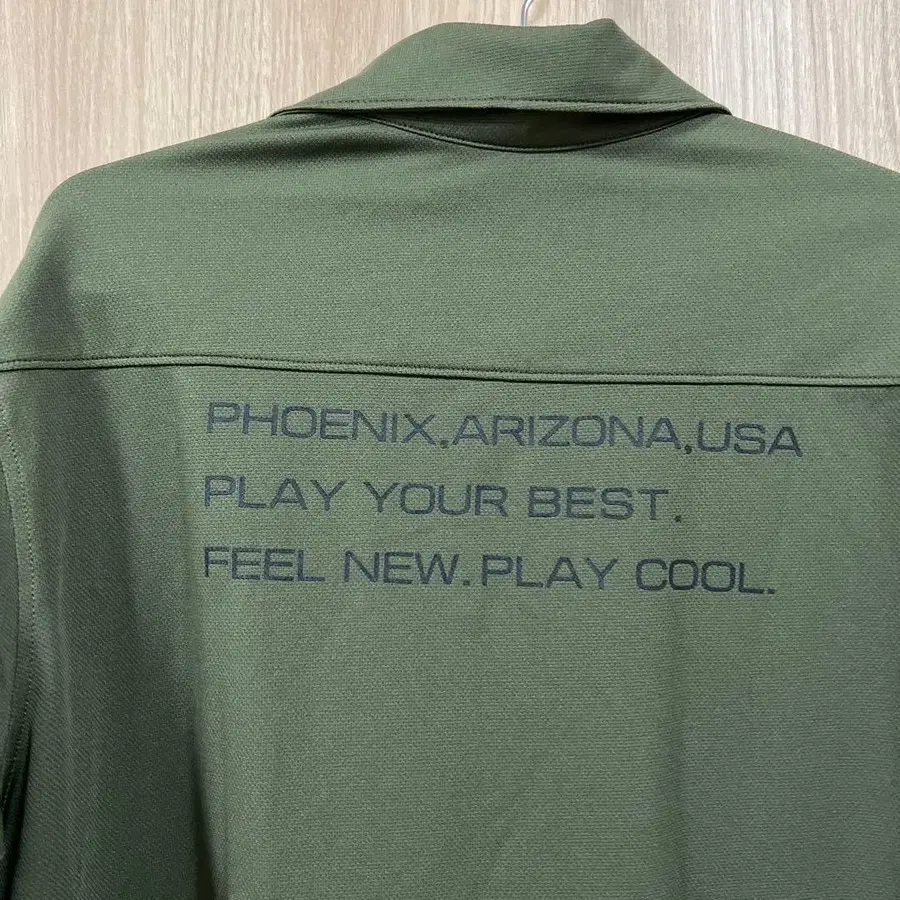 PHOENIX,ARIZONA,USA
PLAY YOUR BEST.
FEEL NEW.PLAY COOL.